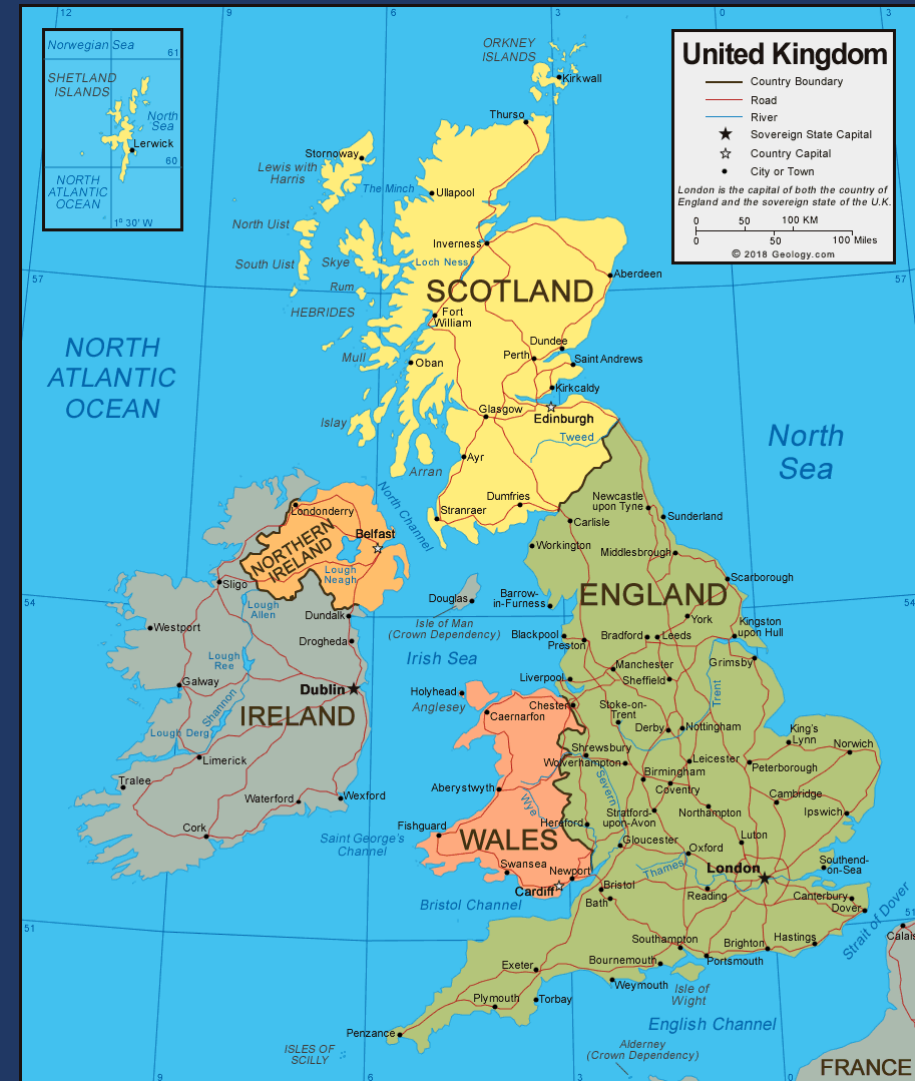 12
9
6
3
0
3
Norwegian Sea
61
SHETLAND
ISLANDS
North
Sea
Lerwick
60
NORTH
ATLANTIC
OCEAN
1° 30' W
United Kingdom
Country Boundary
Road
River
Sovereign State Capital
Country Capital
City or Town
London is the capital of both the country of
England and the sovereign state of the U.K.
0 50 100 KM
0 50 100 Miles
© 2018 Geology.com
ORKNEY
ISLANDS
Kirkwall
Thurso
Stornoway
Lewis with
Harris
The Minch
Ullapool
North Uist
Inverness
South Uist
Skye
Loch Ness
Aberdeen
57
57
Rum
SCOTLAND
HEBRIDES
Fort
William
Dundee
Mull
Oban
Perth
Saint Andrews
NORTH
ATLANTIC
OCEAN
Kirkcaldy
Glasgow
Edinburgh
Islay
Tweed
North
Sea
Ayr
Arran
North Channel
Dumfries
Newcastle
upon Tyne
Londonderry
Stranraer
Sunderland
Carlisle
Belfast
NORTHERN
IRELAND
Workington
Middlesbrough
Lough
Neagh
Sligo
Scarborough
54
54
ENGLAND
Douglas
Barrow-
in-Furness
Lough
Allen
Dundalk
Isle of Man
(Crown Dependency)
York
Kingston
upon Hull
Westport
Drogheda
Blackpool
Preston
Bradford
Leeds
Lough
Ree
Irish Sea
Manchester
Grimsby
Galway
Dublin
Liverpool
Sheffield
Holyhead
Trent
Anglesey
Chester
Shannon
IRELAND
Caernarfon
Stoke-on-
Trent
Derby
Nottingham
King's
Lynn
Lough Derg
Norwich
Shrewsbury
Limerick
Wolverhampton
Leicester
Peterborough
Birmingham
Tralee
Aberystwyth
Severn
Coventry
Cambridge
Waterford
Wexford
Wye
Stratford-
upon-Avon
Northampton
Ipswich
Cork
Fishguard
Hereford
Saint George's
Channel
WALES
Gloucester
Luton
Oxford
Swansea
Thames
London
Southend-
on-Sea
Newport
Cardiff
Bristol
Reading
Canterbury
Bath
Dover
Bristol Channel
Strait of Dover
51
51
Calais
Southampton
Brighton
Hastings
Exeter
Bournemouth
Portsmouth
Weymouth
Isle of
Wight
Plymouth
Torbay
English Channel
Penzance
ISLES OF
SCILLY
Alderney
(Crown Dependency)
FRANCE
9
6
3
0